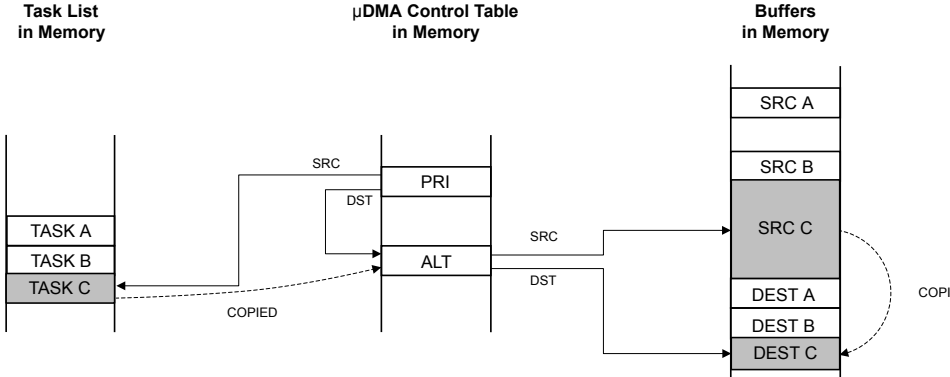 Task List
in Memory
µDMA Control Table
in Memory
Buffers
in Memory
SRC A
SRC B
SRC
PRI
DST
SRC C
TASK A
TASK B
TASK C
ALT
SRC
DST
COPIED
DEST A
COPI
DEST B
DEST C